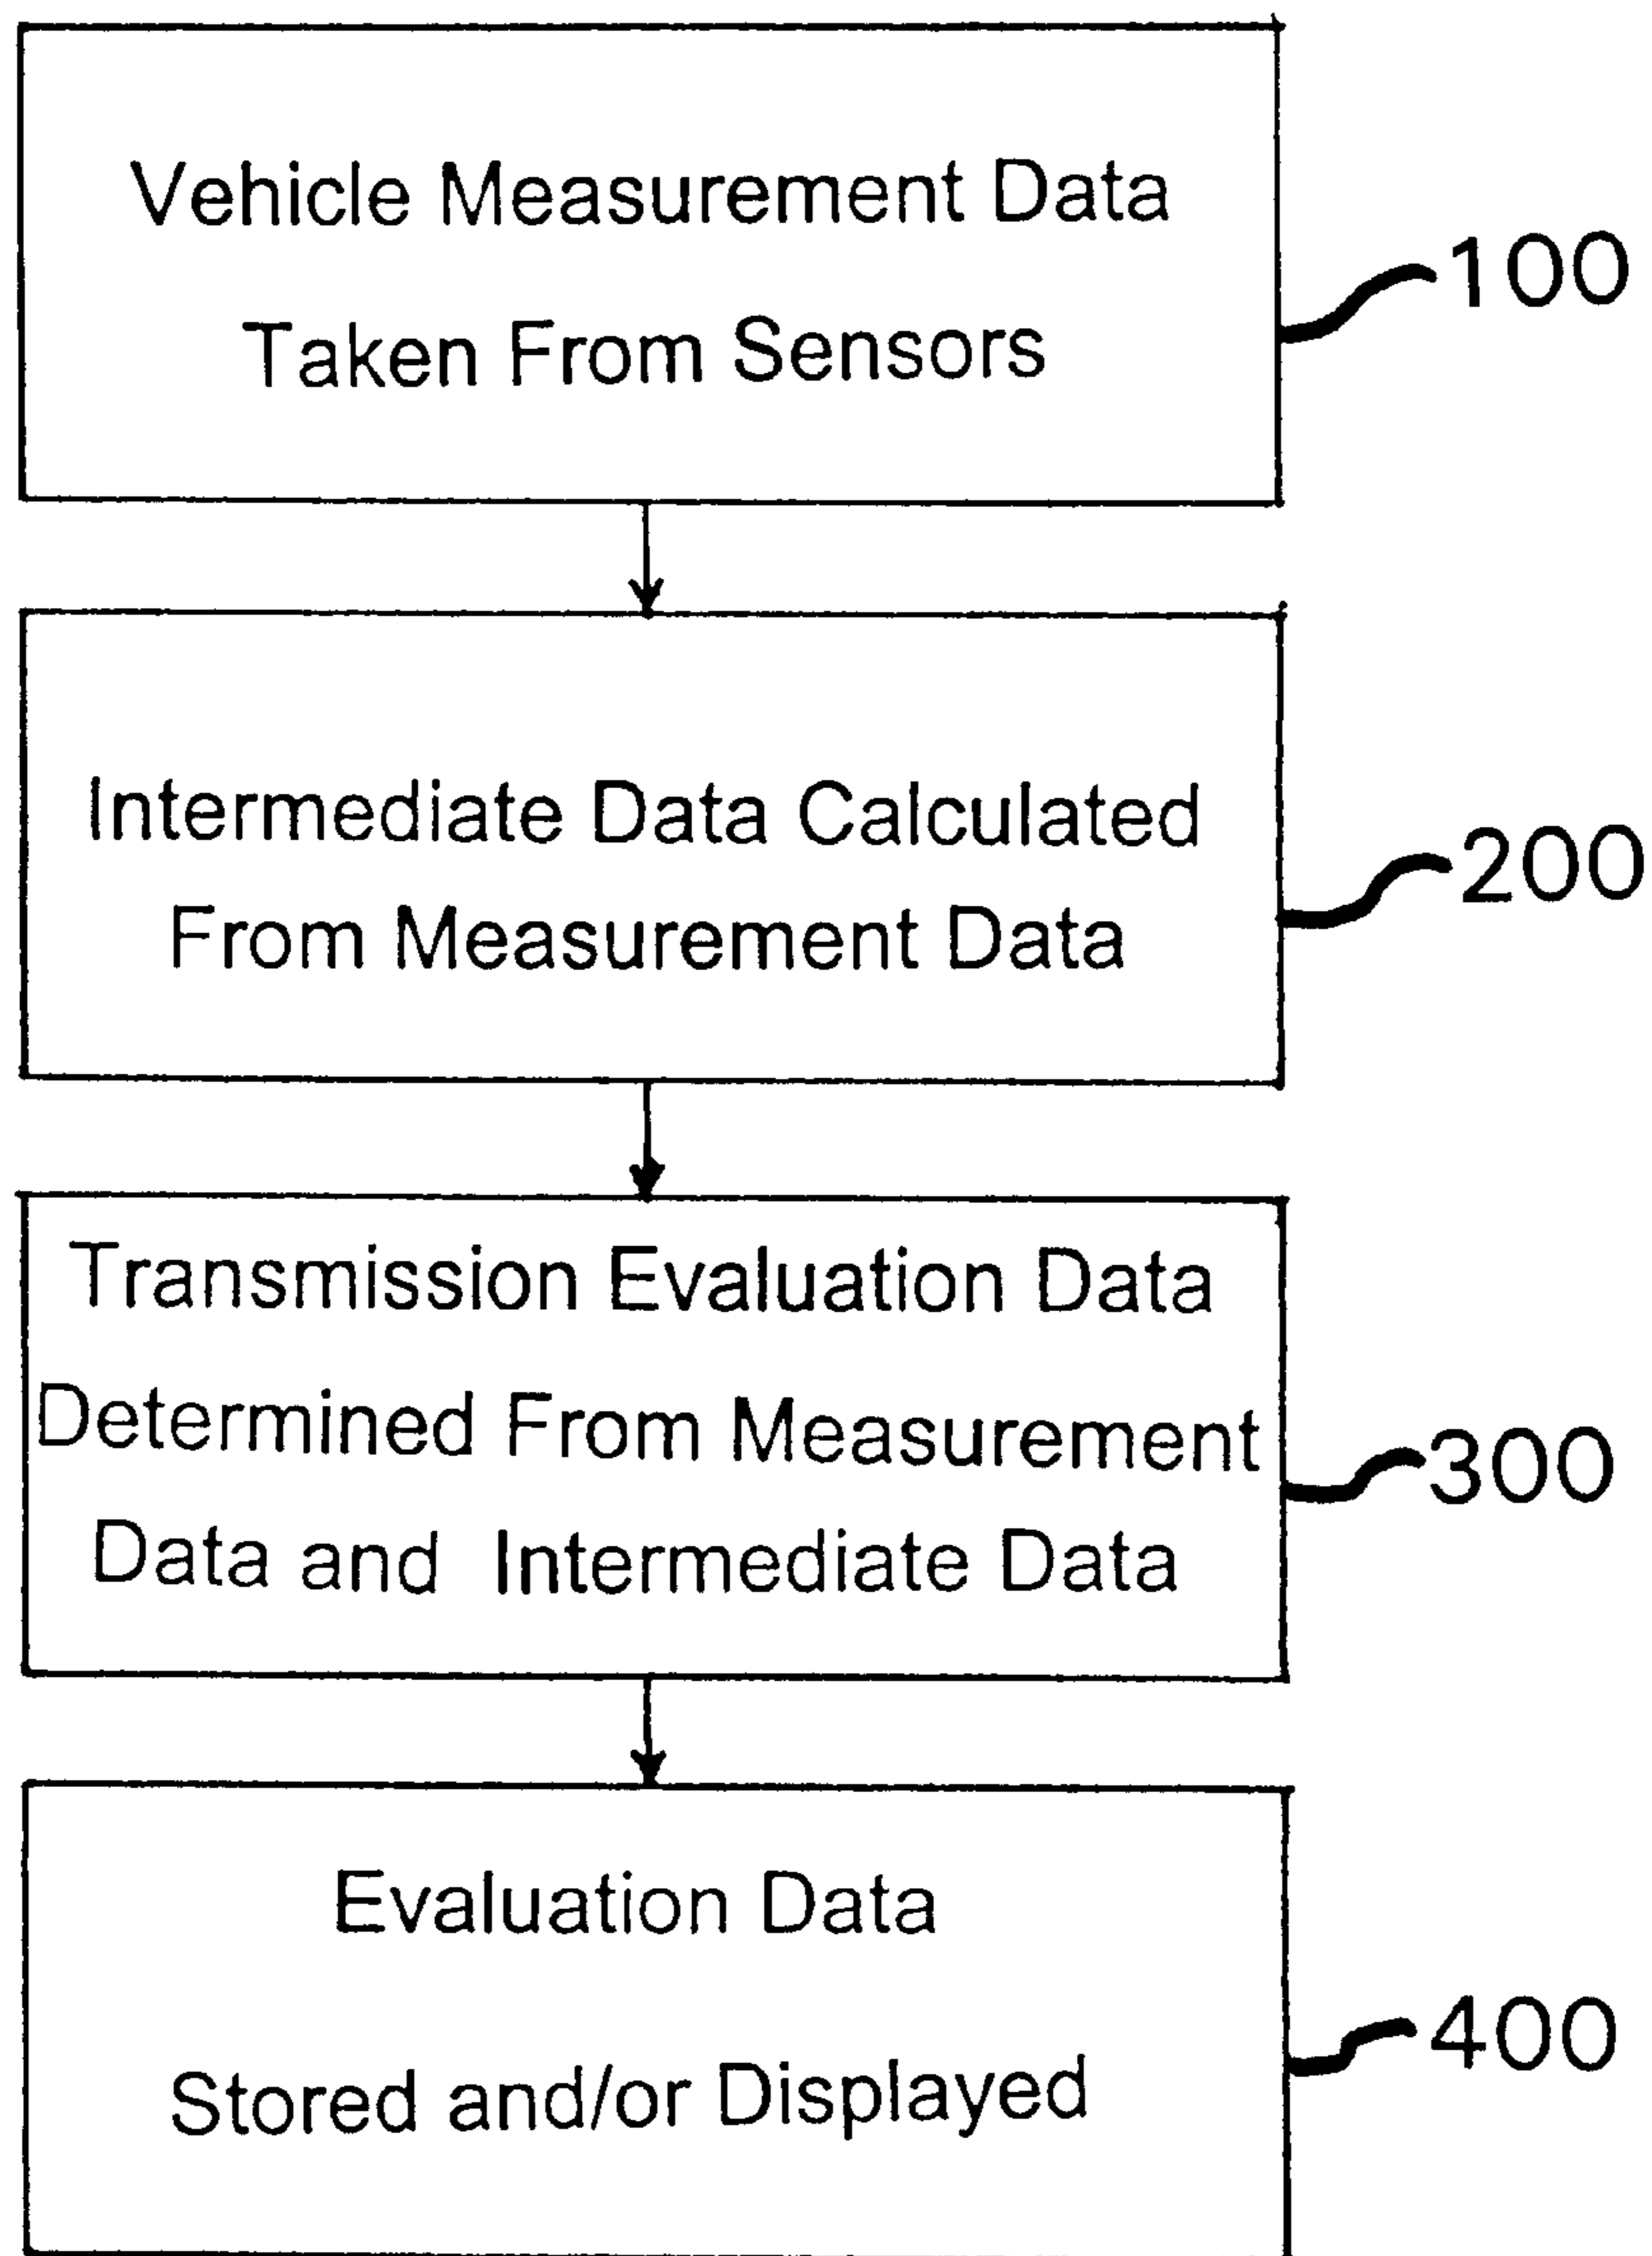 Vehicle Measurement Data
Taken From Sensors
100
Intermediate Data Calculated
From Measurement Data
200
Transmission Evaluation Data
Determined From Measurement
Data and Intermediate Data
300
Evaluation Data
Stored and/or Displayed
400